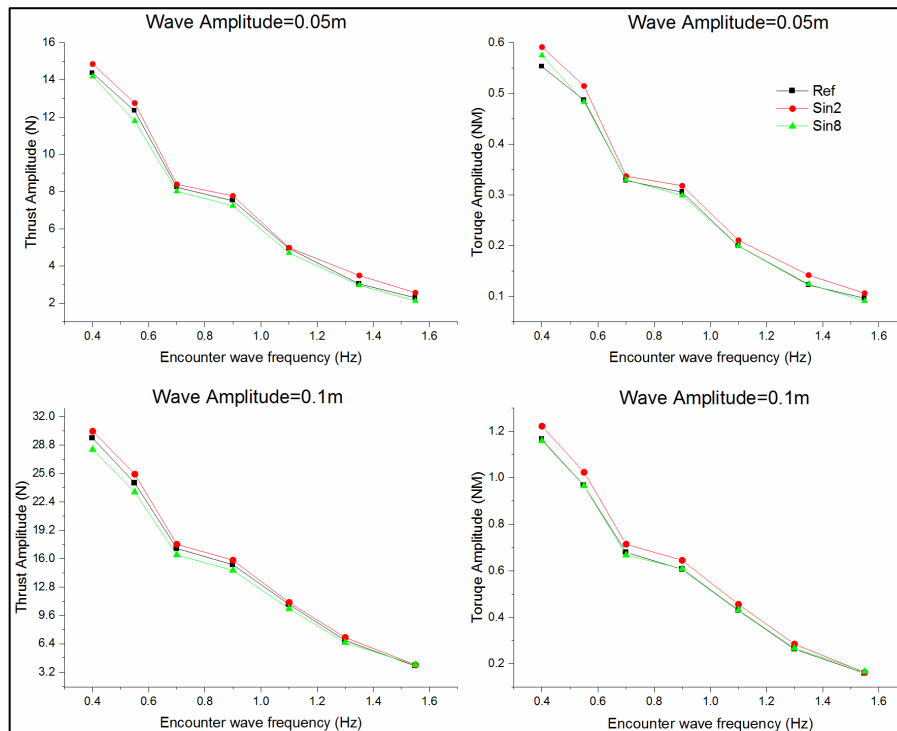 Wave Amplitude=0.05m
Thrust Amplitude (N)
16
14
12
10
8
6
4
2
0.4 0.6 0.8 1.0 1.2 1.4 1.6
Encounter wave frequency (Hz)
Wave Amplitude=0.05m
Toruqe Amplitude (NM)
0.6
0.5
0.4
0.3
0.2
0.1
Ref
Sin2
Sin8
0.4 0.6 0.8 1.0 1.2 1.4 1.6
Encounter wave frequency (Hz)
Wave Amplitude=0.1m
Thrust Amplitude (N)
32.0
28.8
25.6
22.4
19.2
16.0
12.8
9.6
6.4
3.2
0.4 0.6 0.8 1.0 1.2 1.4 1.6
Encounter wave frequency (Hz)
Wave Amplitude=0.1m
Toruqe Amplitude (NM)
1.2
1.0
0.8
0.6
0.4
0.2
0.4 0.6 0.8 1.0 1.2 1.4 1.6
Encounter wave frequency (Hz)